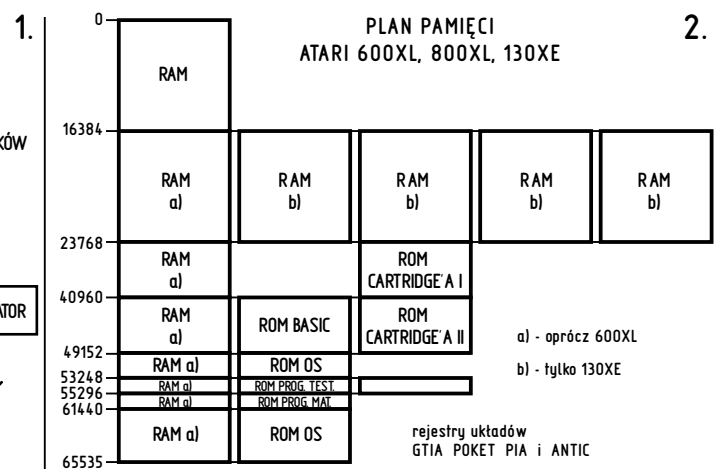 1.
PLAN PAMIĘCI
ATARI 600XL, 800XL, 130XE
2.
0
RAM
16384
KÓW
RAM
a)
RAM
b)
RAM
b)
RAM
b)
RAM
b)
23768
RAM
a)
ROM
CARTRIDGE'A I
ATOR
40960
RAM
a)
ROM BASIC
ROM
CARTRIDGE'A II
a) - oprócz 600XL
49152
RAM a)
ROM OS
b) - tylko 130XE
53248
RAM a)
ROM PROG. TEST.
55296
RAM a)
ROM PROG. MAT.
61440
RAM a)
ROM OS
rejestry układów
GTIA POKET PIA i ANTIC
65535